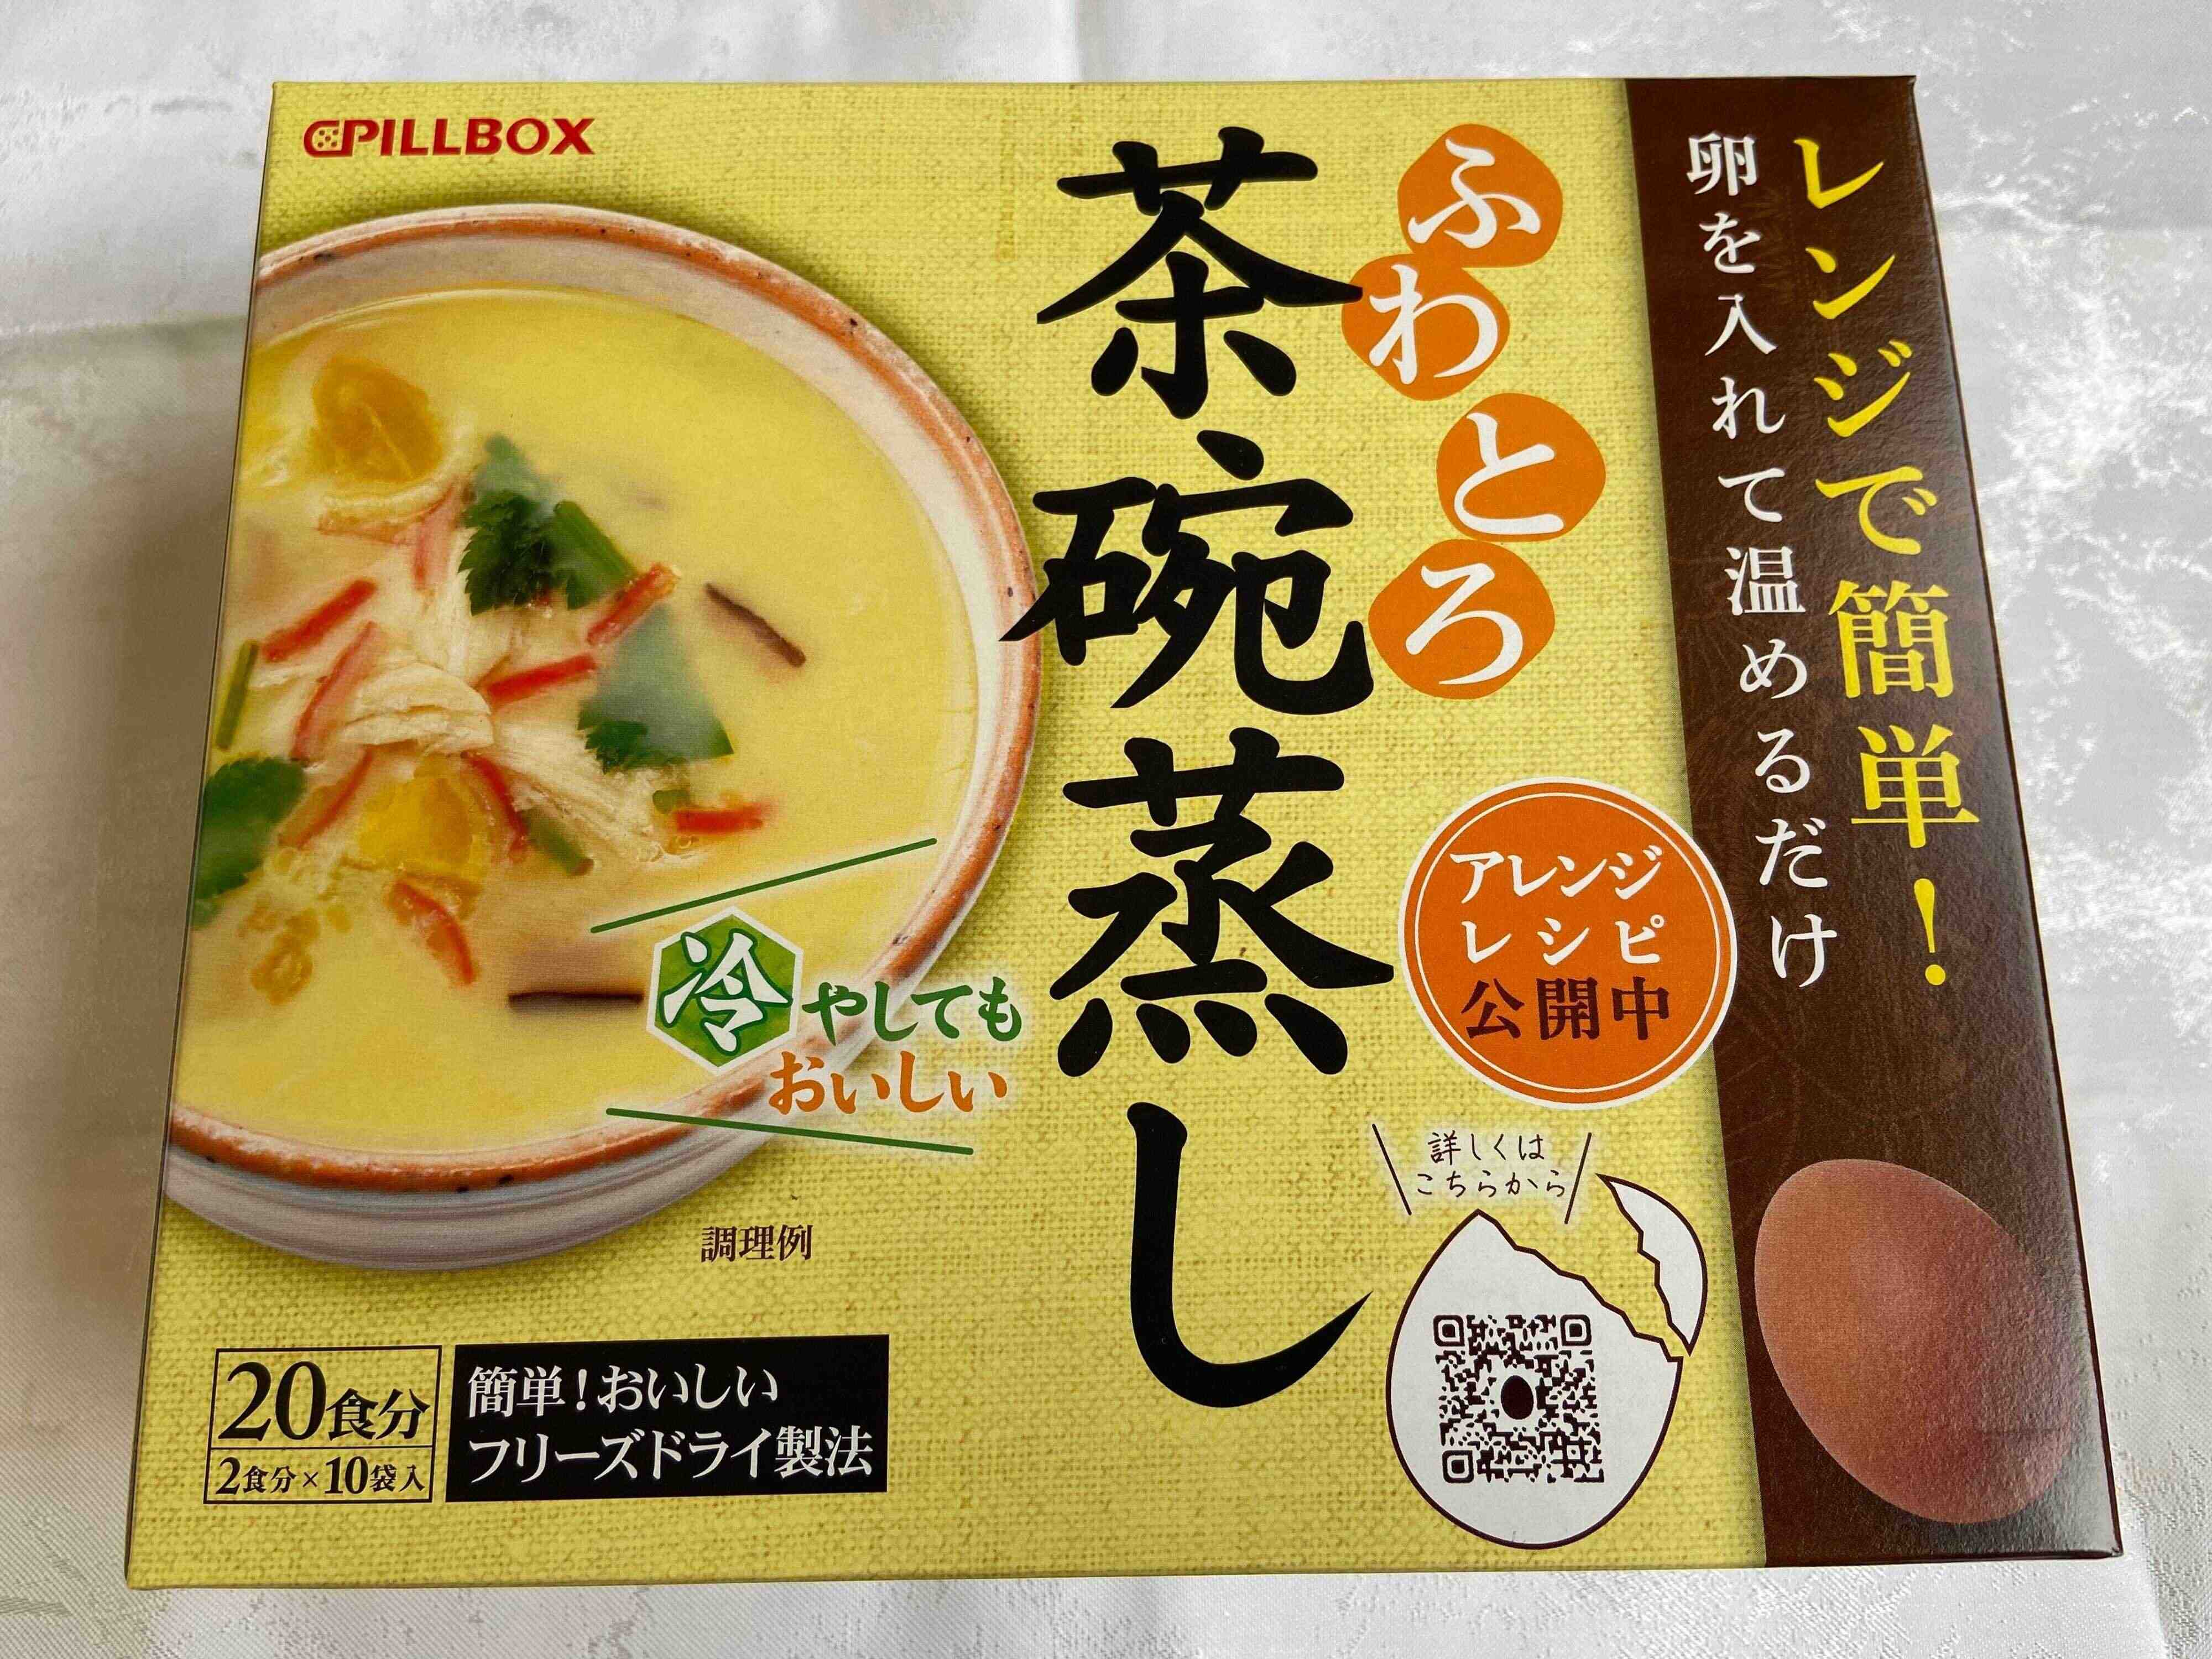 PILLBOX
レンジで簡単！
卵を入れて温めるだけ
ふわとろ
茶碗蒸し
アレンジ
レシピ
公開中
冷やしても
おいしい
詳しくは
こちらから
調理例
20食分
2食分×10袋入
簡単！おいしい
フリーズドライ製法